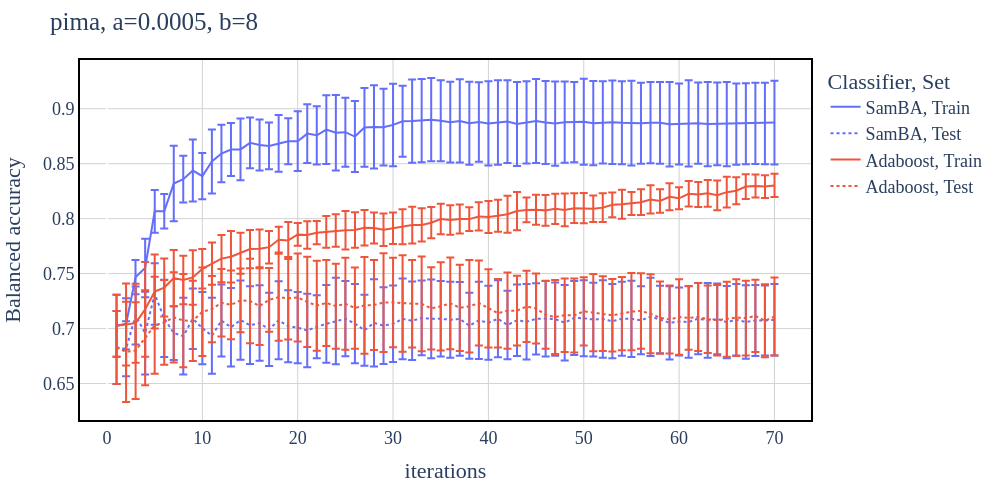 pima, a=0.0005, b=8
Balanced accuracy
0.9
0.85
0.8
0.75
0.7
0.65
0 10 20 30 40 50 60 70
iterations
Classifier, Set
SamBA, Train
SamBA, Test
Adaboost, Train
Adaboost, Test